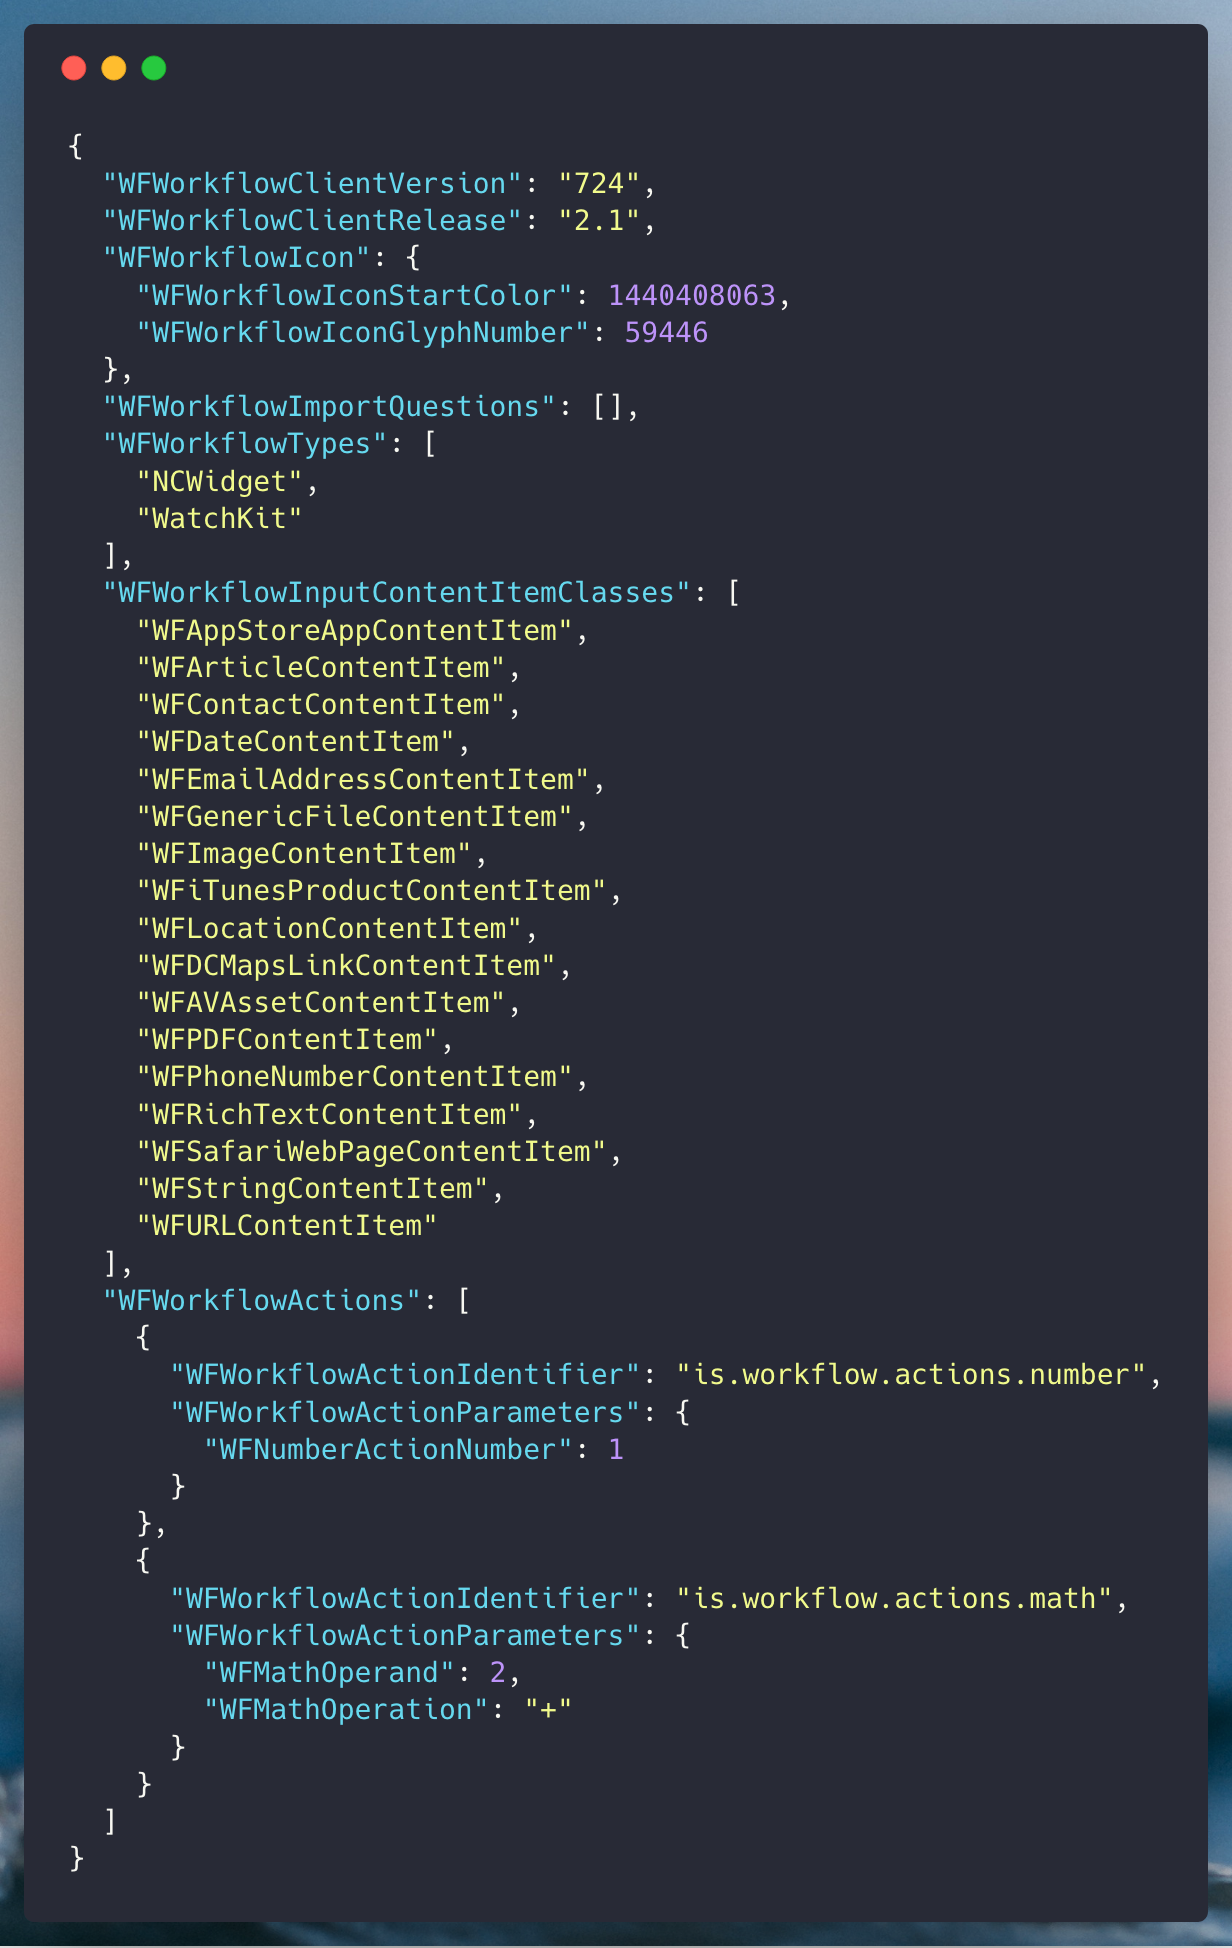 {
  "WFWorkflowClientVersion": "724",
  "WFWorkflowClientRelease": "2.1",
  "WFWorkflowIcon": {
    "WFWorkflowIconStartColor": 1440408063,
    "WFWorkflowIconGlyphNumber": 59446
  },
  "WFWorkflowImportQuestions": [],
  "WFWorkflowTypes": [
    "NCWidget",
    "WatchKit"
  ],
  "WFWorkflowInputContentItemClasses": [
    "WFAppStoreAppContentItem",
    "WFArticleContentItem",
    "WFContactContentItem",
    "WFDateContentItem",
    "WFEmailAddressContentItem",
    "WFGenericFileContentItem",
    "WFImageContentItem",
    "WFiTunesProductContentItem",
    "WFLocationContentItem",
    "WFDCMapsLinkContentItem",
    "WFAVAssetContentItem",
    "WFPDFContentItem",
    "WFPhoneNumberContentItem",
    "WFRichTextContentItem",
    "WFSafariWebPageContentItem",
    "WFStringContentItem",
    "WFURLContentItem"
  ],
  "WFWorkflowActions": [
    {
      "WFWorkflowActionIdentifier": "is.workflow.actions.number",
      "WFWorkflowActionParameters": {
        "WFNumberActionNumber": 1
      }
    },
    {
      "WFWorkflowActionIdentifier": "is.workflow.actions.math",
      "WFWorkflowActionParameters": {
        "WFMathOperand": 2,
        "WFMathOperation": "+"
      }
    }
  ]
}